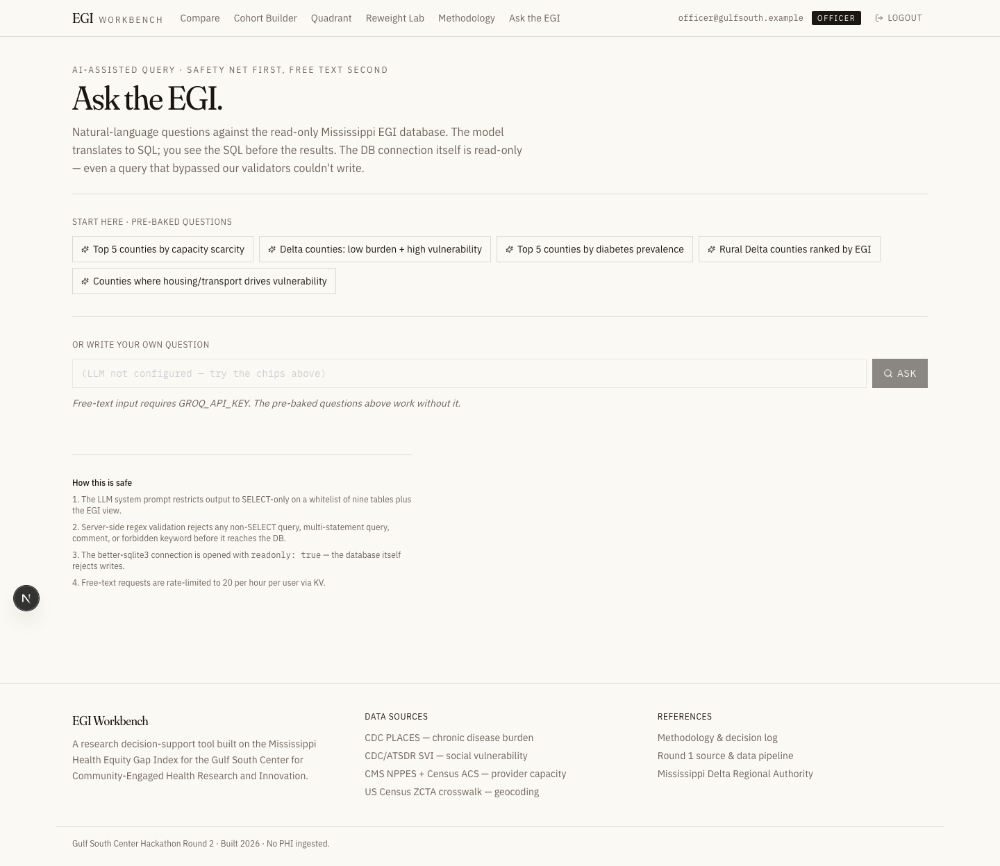 EGI WORKBENCH Compare Cohort Builder Quadrant Reweight Lab Methodology Ask the EGI officer@gulfsouth.example OFFICER LOGOUT
AI-ASSISTED QUERY · SAFETY NET FIRST, FREE TEXT SECOND
Ask the EGI.
Natural-language questions against the read-only Mississippi EGI database. The model
translates to SQL; you see the SQL before the results. The DB connection itself is read-only
— even a query that bypassed our validators couldn't write.
START HERE · PRE-BAKED QUESTIONS
Top 5 counties by capacity scarcity Delta counties: low burden + high vulnerability Top 5 counties by diabetes prevalence Rural Delta counties ranked by EGI
Counties where housing/transport drives vulnerability
OR WRITE YOUR OWN QUESTION
(LLM not configured — try the chips above) ASK
Free-text input requires GROQ_API_KEY. The pre-baked questions above work without it.
How this is safe
1. The LLM system prompt restricts output to SELECT-only on a whitelist of nine tables plus
the EGI view.
2. Server-side regex validation rejects any non-SELECT query, multi-statement query,
comment, or forbidden keyword before it reaches the DB.
3. The better-sqlite3 connection is opened with readonly: true — the database itself
rejects writes.
4. Free-text requests are rate-limited to 20 per hour per user via KV.
N
EGI Workbench
A research decision-support tool built on the Mississippi
Health Equity Gap Index for the Gulf South Center for
Community-Engaged Health Research and Innovation.
DATA SOURCES
CDC PLACES — chronic disease burden
CDC/ATSDR SVI — social vulnerability
CMS NPPES + Census ACS — provider capacity
US Census ZCTA crosswalk — geocoding
REFERENCES
Methodology & decision log
Round 1 source & data pipeline
Mississippi Delta Regional Authority
Gulf South Center Hackathon Round 2 · Built 2026 · No PHI ingested.